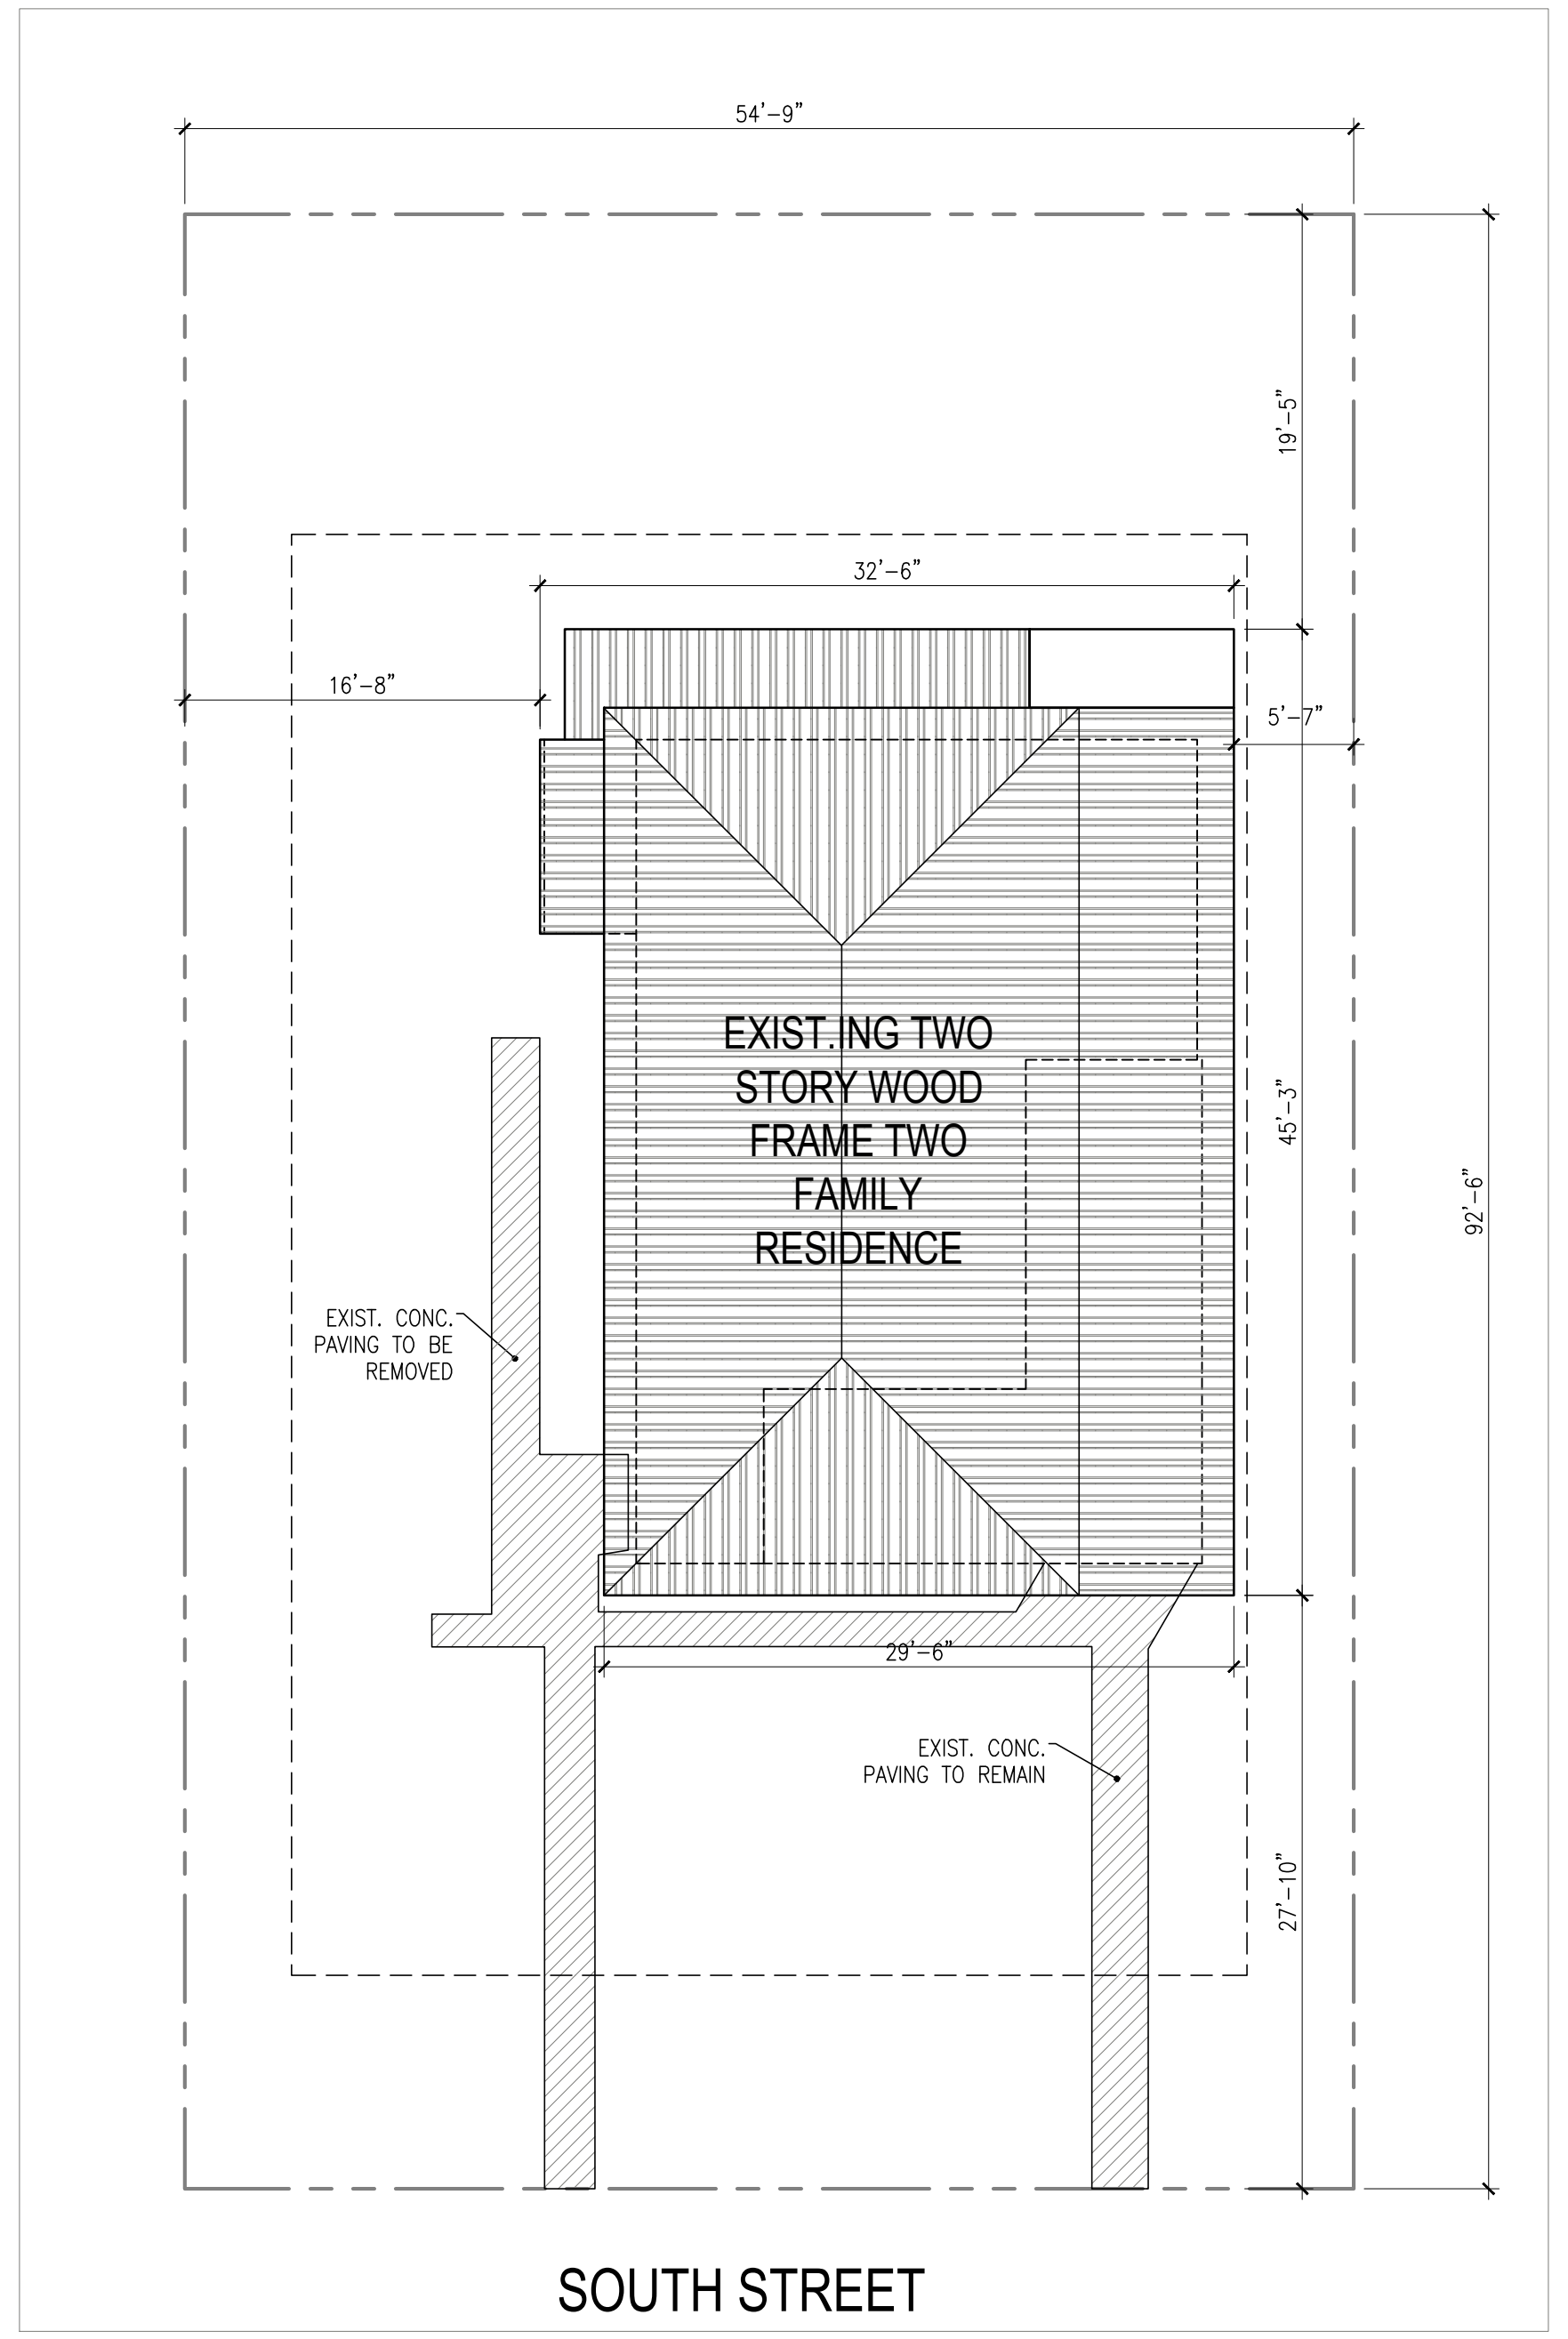 54'-9"
19'-5"
32'-6"
16'-8"
5'-7"
EXIST.ING TWO
STORY WOOD
FRAME TWO
FAMILY
RESIDENCE
45'-3"
92'-6"
EXIST. CONC.
PAVING TO BE
REMOVED
29'-6"
EXIST. CONC.
PAVING TO REMAIN
27'-10"
SOUTH STREET